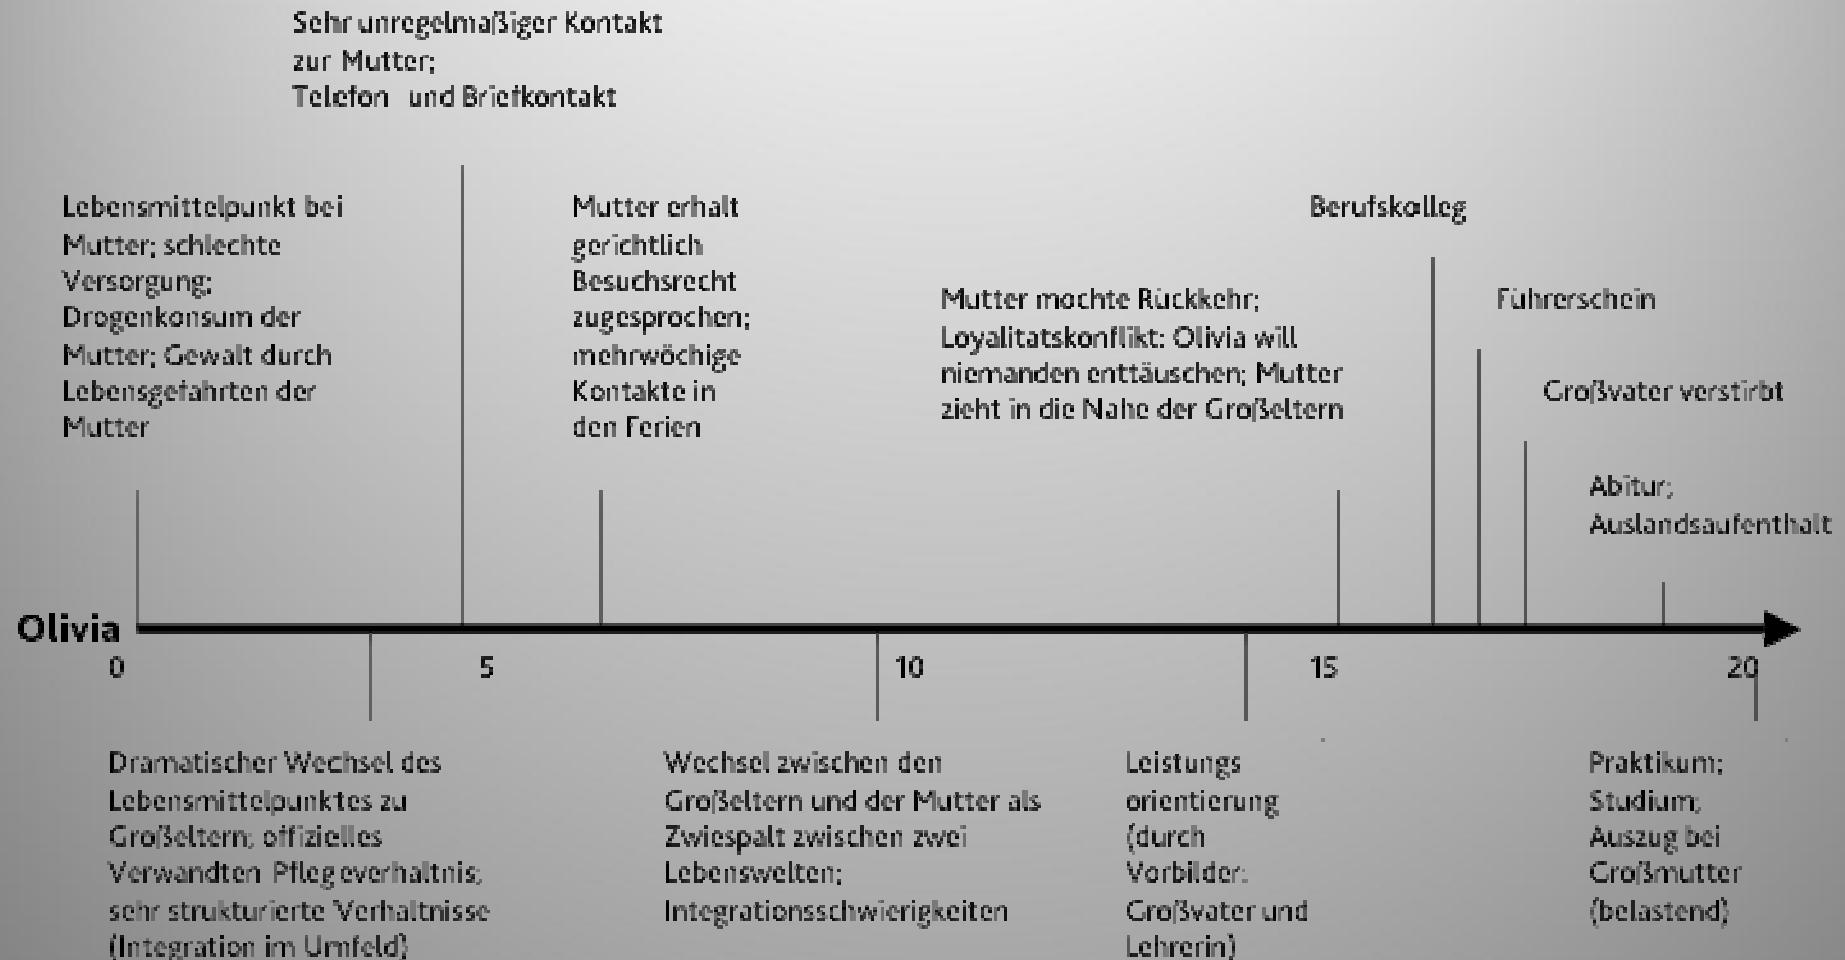 Sehr unregelmäßiger Kontakt
zur Mutter;
Telefon und Briefkontakt
Lebensmittelpunkt bei
Mutter; schlechte
Versorgung;
Drogenkonsum der
Mutter; Gewalt durch
Lebensgefährten der
Mutter
Mutter erhält
gerichtlich
Besuchsrecht
zugesprochen;
mehrwöchige
Kontakte in
den Ferien
Mutter möchte Rückkehr;
Loyalitätskonflikt: Olivia will
niemanden enttäuschen; Mutter
zieht in die Nähe der Großeltern
Berufskolleg
Führerschein
Großvater verstirbt
Abitur;
Auslandsaufenthalt
Olivia
0 5 10 15 20
Dramatischer Wechsel des
Lebensmittelpunktes zu
Großeltern; offizielles
Verwandten Pflegeverhältnis;
sehr strukturierte Verhältnisse
(Integration im Umfeld)
Wechsel zwischen den
Großeltern und der Mutter als
Zwiespalt zwischen zwei
Lebenswelten;
Integrationsschwierigkeiten
Leistungs
orientierung
(durch
Vorbilder:
Großvater und
Lehrerin)
Praktikum;
Studium;
Auszug bei
Großmutter
(belastend)